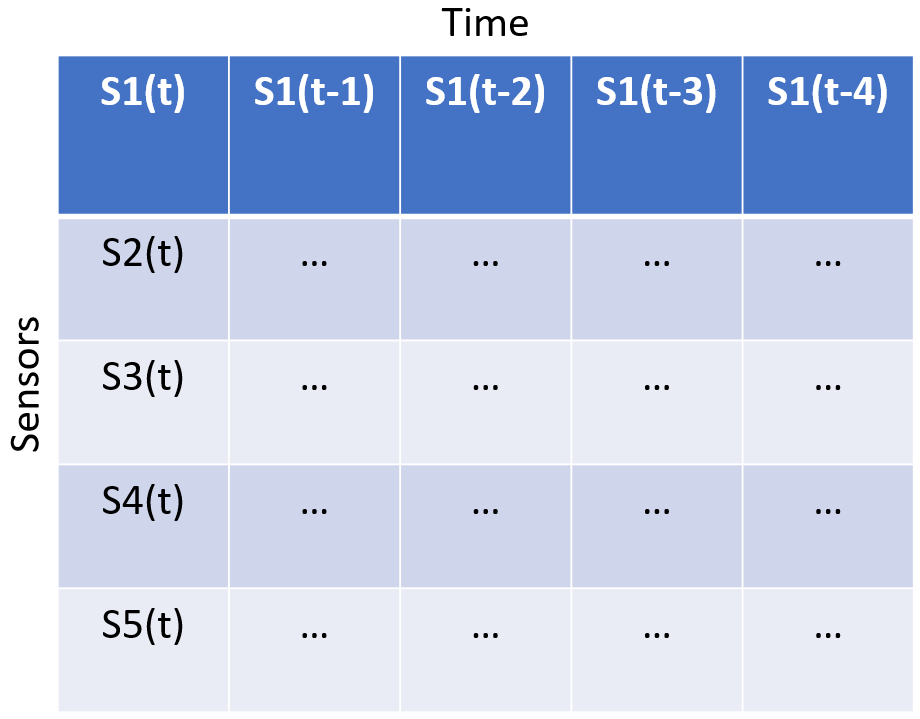 Time
S1(t) S1(t-1) S1(t-2) S1(t-3) S1(t-4)
S2(t) ... ... ... ...
S3(t) ... ... ... ...
S4(t) ... ... ... ...
S5(t) ... ... ... ...
Sensors